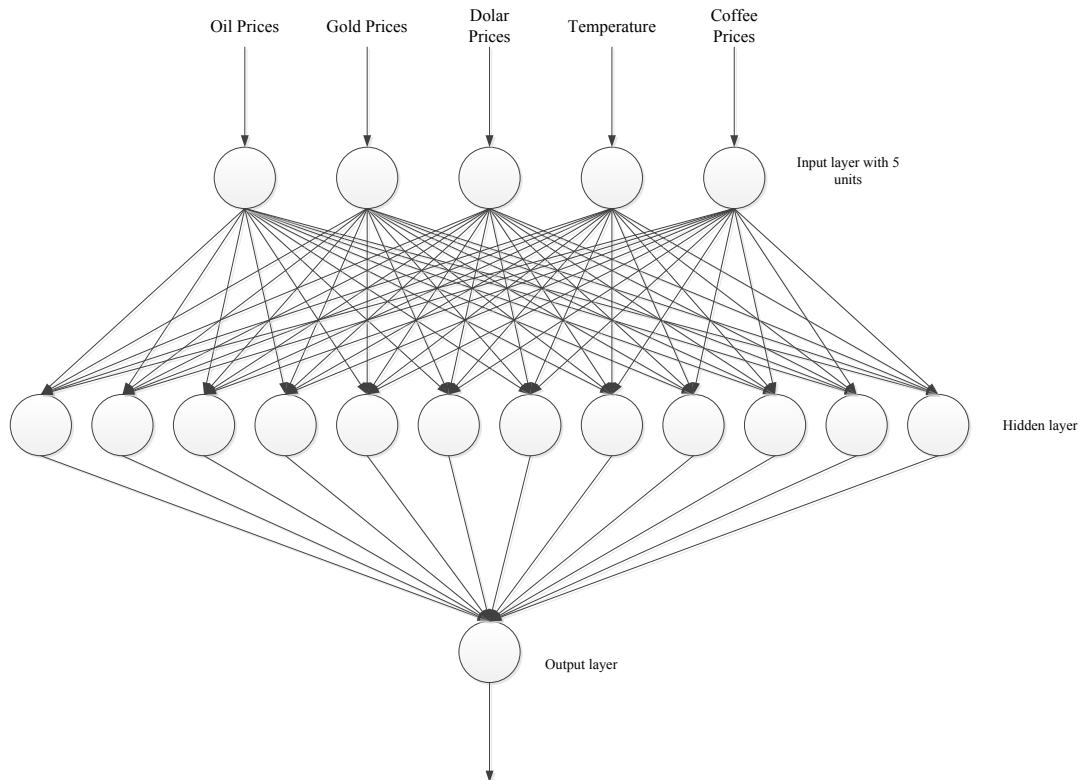 Oil Prices
Gold Prices
Dolar
Prices
Temperature
Coffee
Prices
Input layer with 5
units
Hidden layer
Output layer